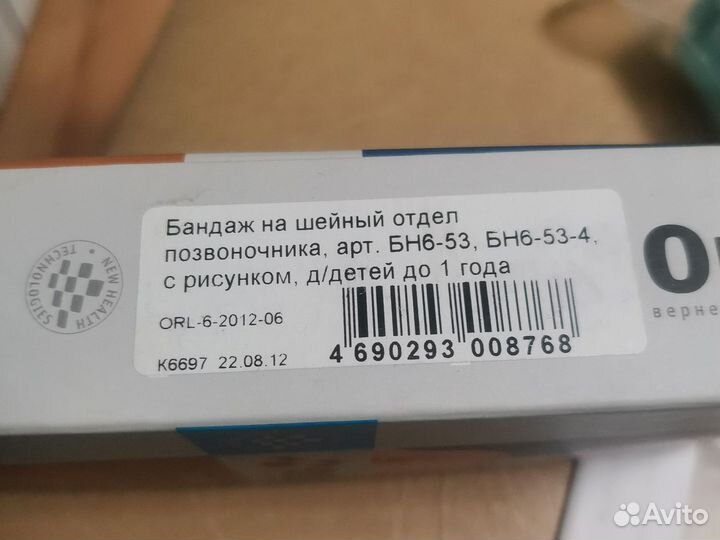 Бандаж на шейный отдел
позвоночника, арт. БН6-53, БН6-53-4,
с рисунком, д/детей до 1 года
ORL-6-2012-06
К6697 22.08.12
4 690293 008768
NEW HEALTH
TECHNOLOGIES
верне
Avito